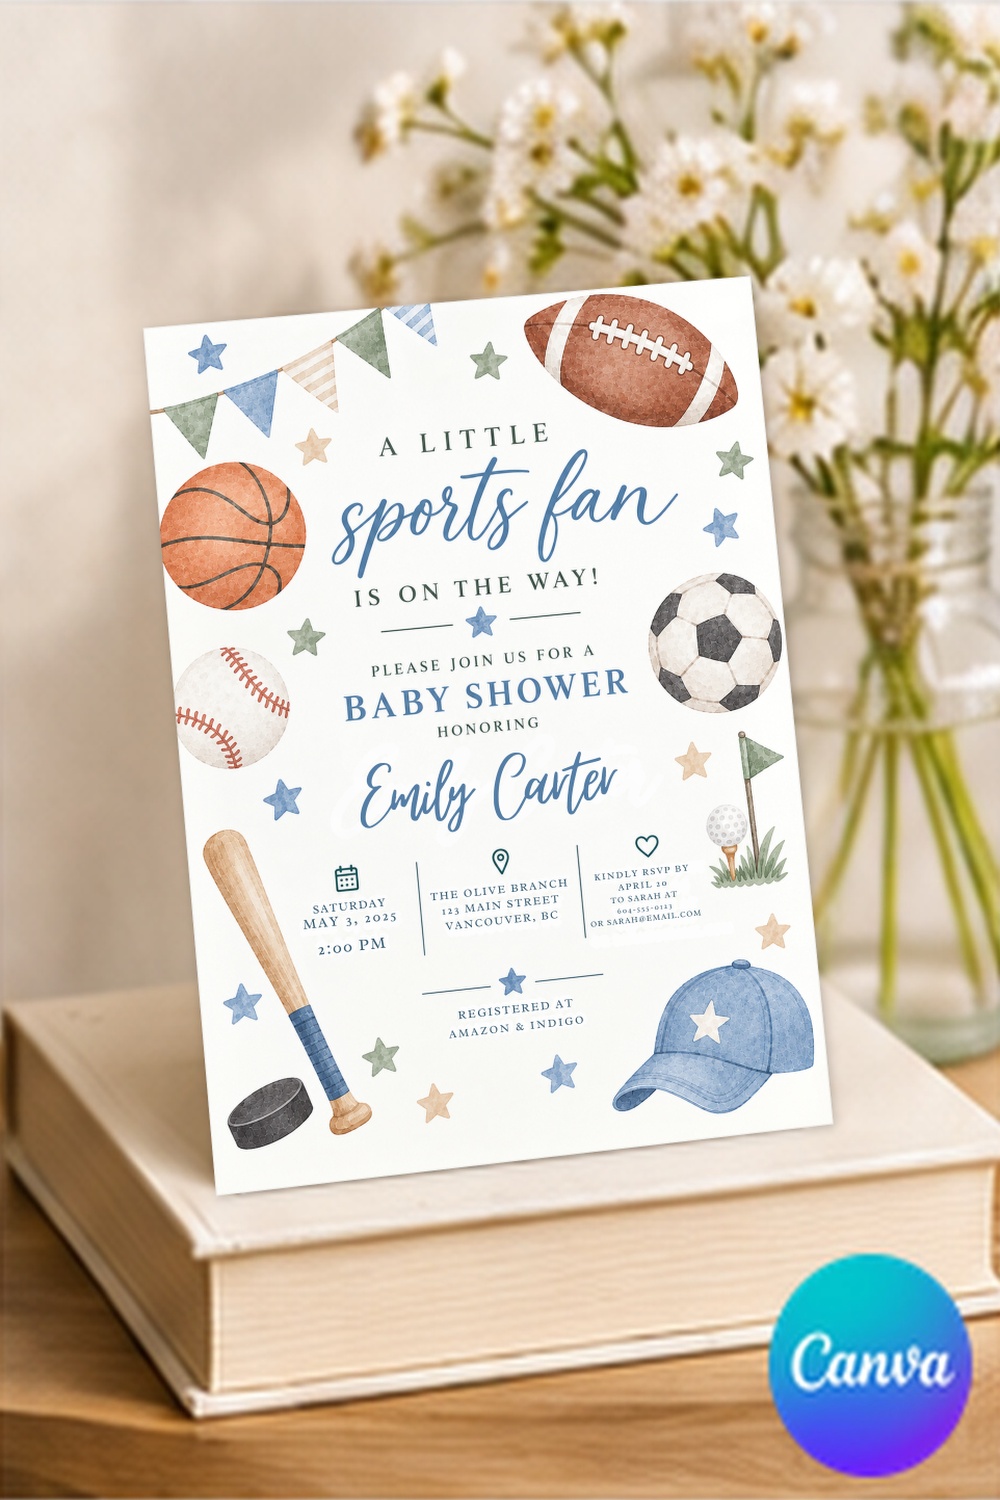 A LITTLE
sports fan
IS ON THE WAY!
PLEASE JOIN US FOR A
BABY SHOWER
HONORING
Emily Carter
SATURDAY
MAY 3, 2025
2:00 PM
THE OLIVE BRANCH
123 MAIN STREET
VANCOUVER, BC
KINDLY RSVP BY
APRIL 20
TO SARAH AT
604-555-0123
OR SARAH@EMAIL.COM
REGISTERED AT
AMAZON & INDIGO
Canva